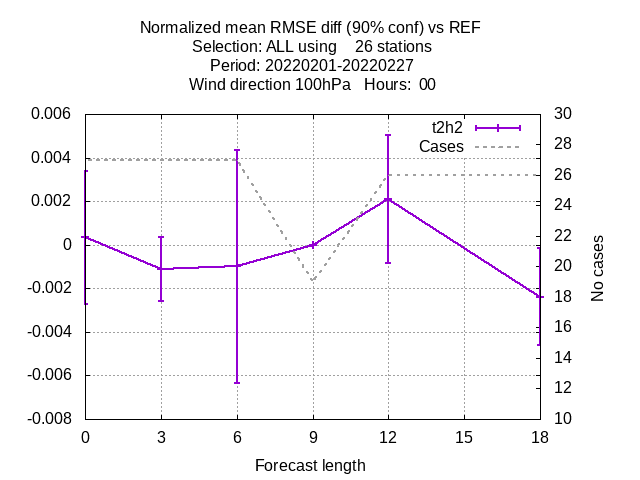 Normalized mean RMSE diff (90% conf) vs REF
Selection: ALL using    26 stations
Period: 20220201-20220227
Wind direction 100hPa   Hours:  00
t2h2
Cases
0.006
0.004
0.002
0
-0.002
-0.004
-0.006
-0.008
30
28
26
24
22
20
18
16
14
12
10
No cases
0 3 6 9 12 15 18
Forecast length